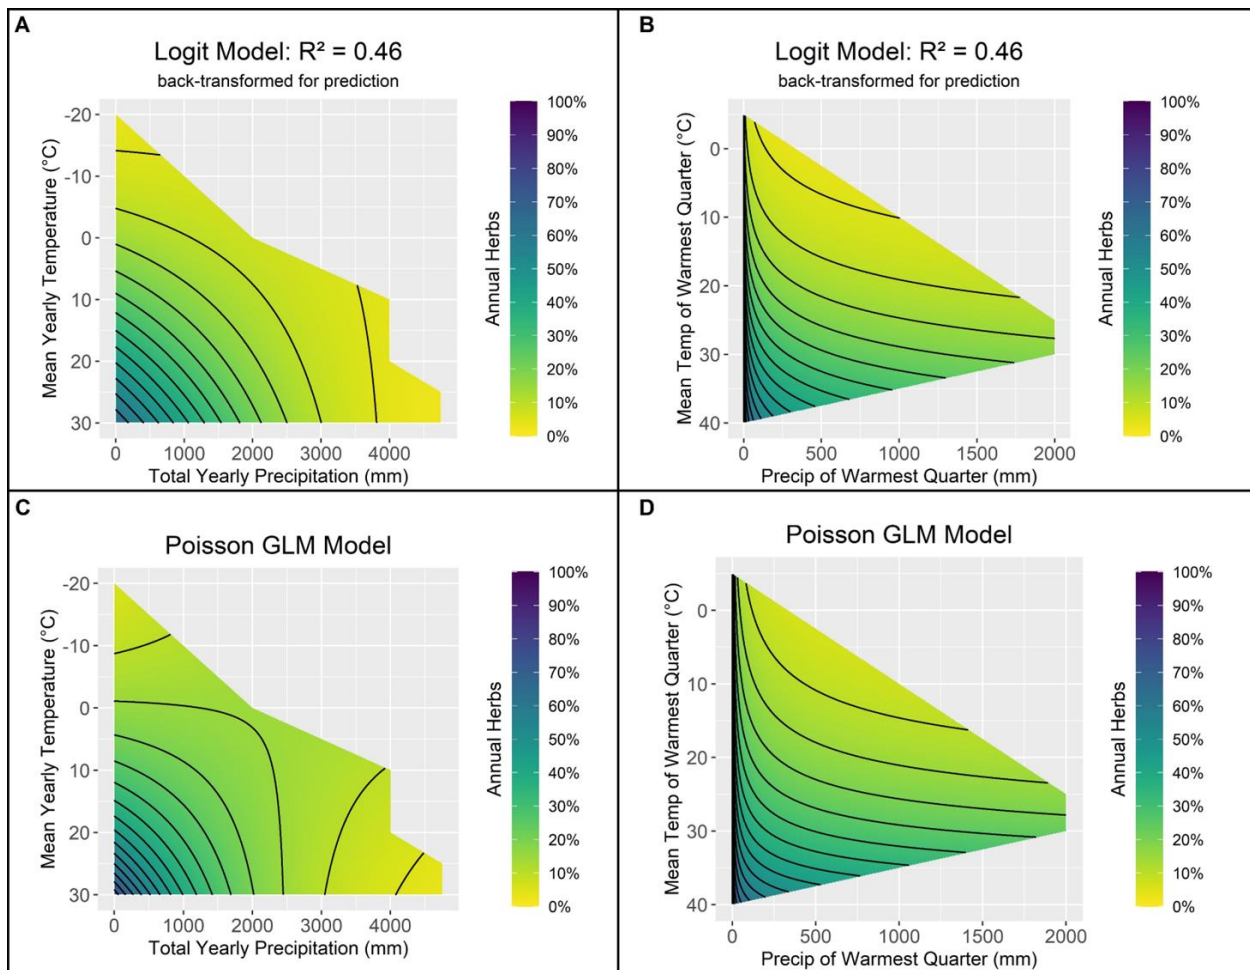 A
Logit Model: R² = 0.46
back-transformed for prediction
Mean Yearly Temperature (°C)
-20
-10
0
10
20
30
0 1000 2000 3000 4000
Total Yearly Precipitation (mm)
Annual Herbs
100%
90%
80%
70%
60%
50%
40%
30%
20%
10%
0%
B
Logit Model: R² = 0.46
back-transformed for prediction
Mean Temp of Warmest Quarter (°C)
0
10
20
30
40
0 500 1000 1500 2000
Precip of Warmest Quarter (mm)
Annual Herbs
100%
90%
80%
70%
60%
50%
40%
30%
20%
10%
0%
C
Poisson GLM Model
Mean Yearly Temperature (°C)
-20
-10
0
10
20
30
0 1000 2000 3000 4000
Total Yearly Precipitation (mm)
Annual Herbs
100%
90%
80%
70%
60%
50%
40%
30%
20%
10%
0%
D
Poisson GLM Model
Mean Temp of Warmest Quarter (°C)
0
10
20
30
40
0 500 1000 1500 2000
Precip of Warmest Quarter (mm)
Annual Herbs
100%
90%
80%
70%
60%
50%
40%
30%
20%
10%
0%